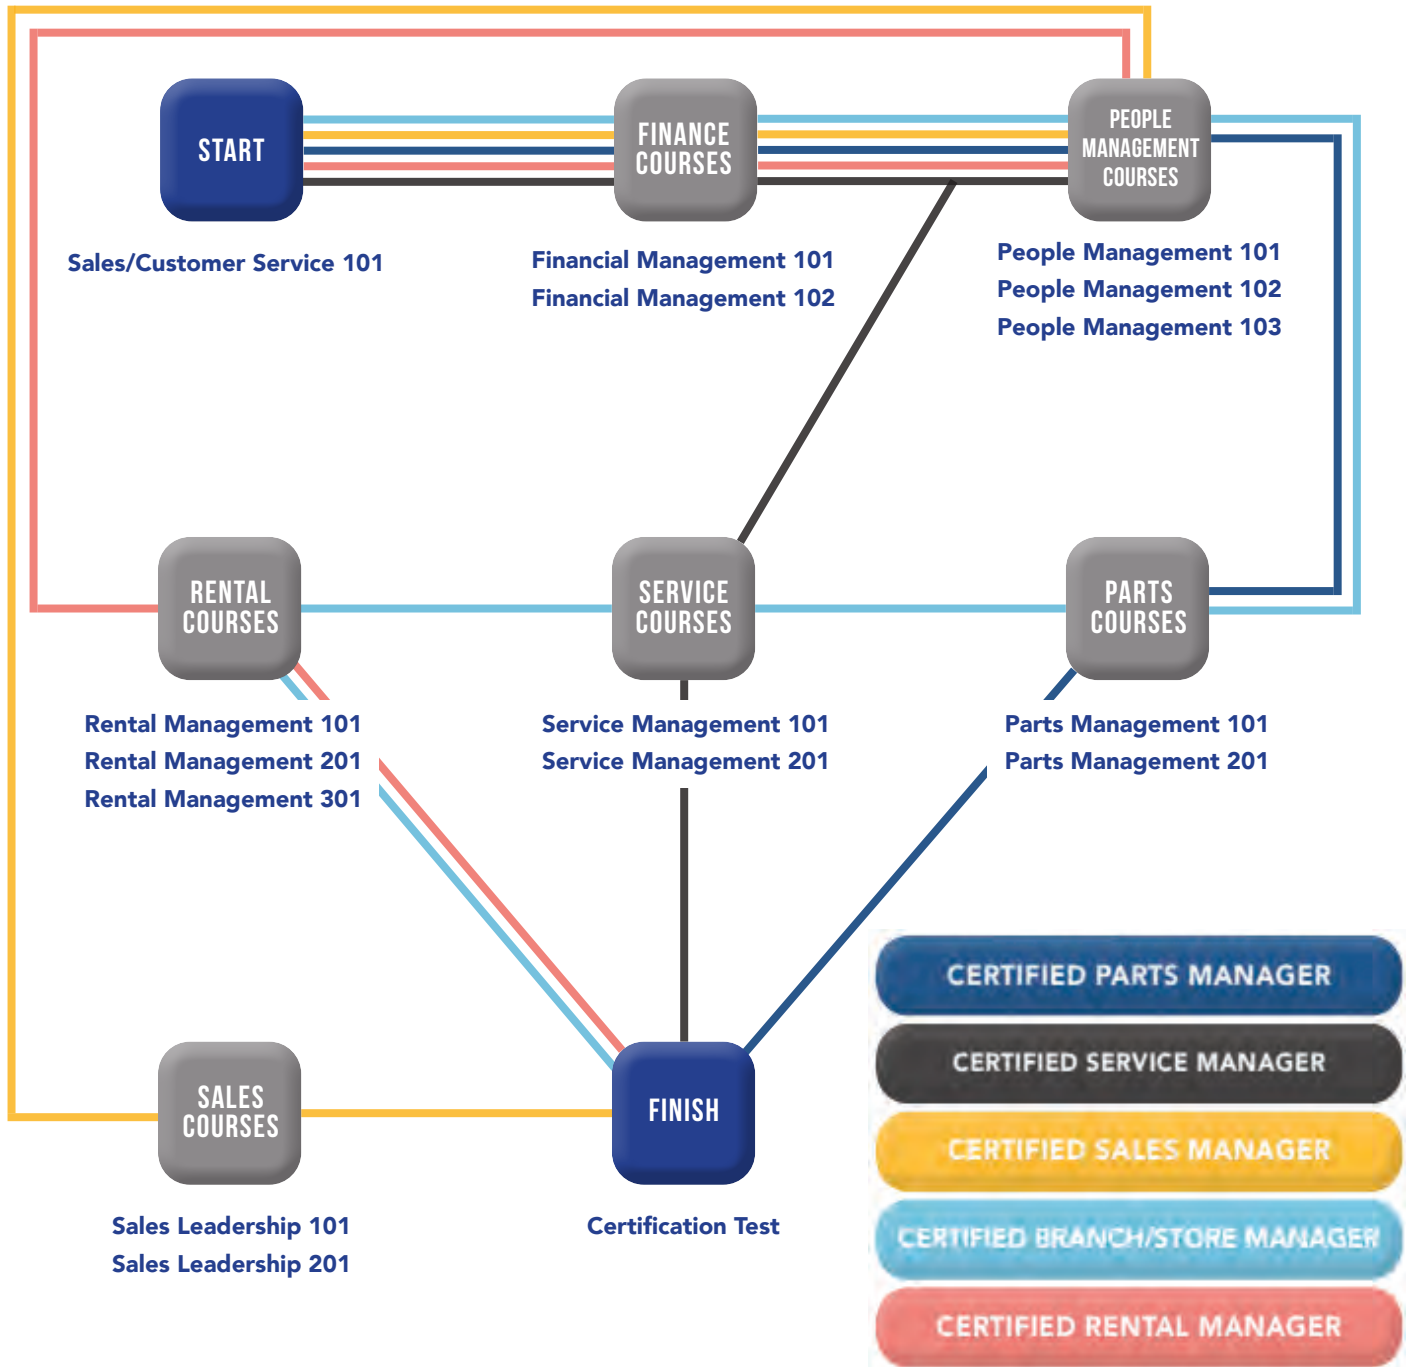 START
FINANCE
COURSES
PEOPLE
MANAGEMENT
COURSES
Sales/Customer Service 101
Financial Management 101
Financial Management 102
People Management 101
People Management 102
People Management 103
RENTAL
COURSES
SERVICE
COURSES
PARTS
COURSES
Rental Management 101
Rental Management 201
Rental Management 301
Service Management 101
Service Management 201
Parts Management 101
Parts Management 201
SALES
COURSES
FINISH
Sales Leadership 101
Sales Leadership 201
Certification Test
CERTIFIED PARTS MANAGER
CERTIFIED SERVICE MANAGER
CERTIFIED SALES MANAGER
CERTIFIED BRANCH/STORE MANAGER
CERTIFIED RENTAL MANAGER